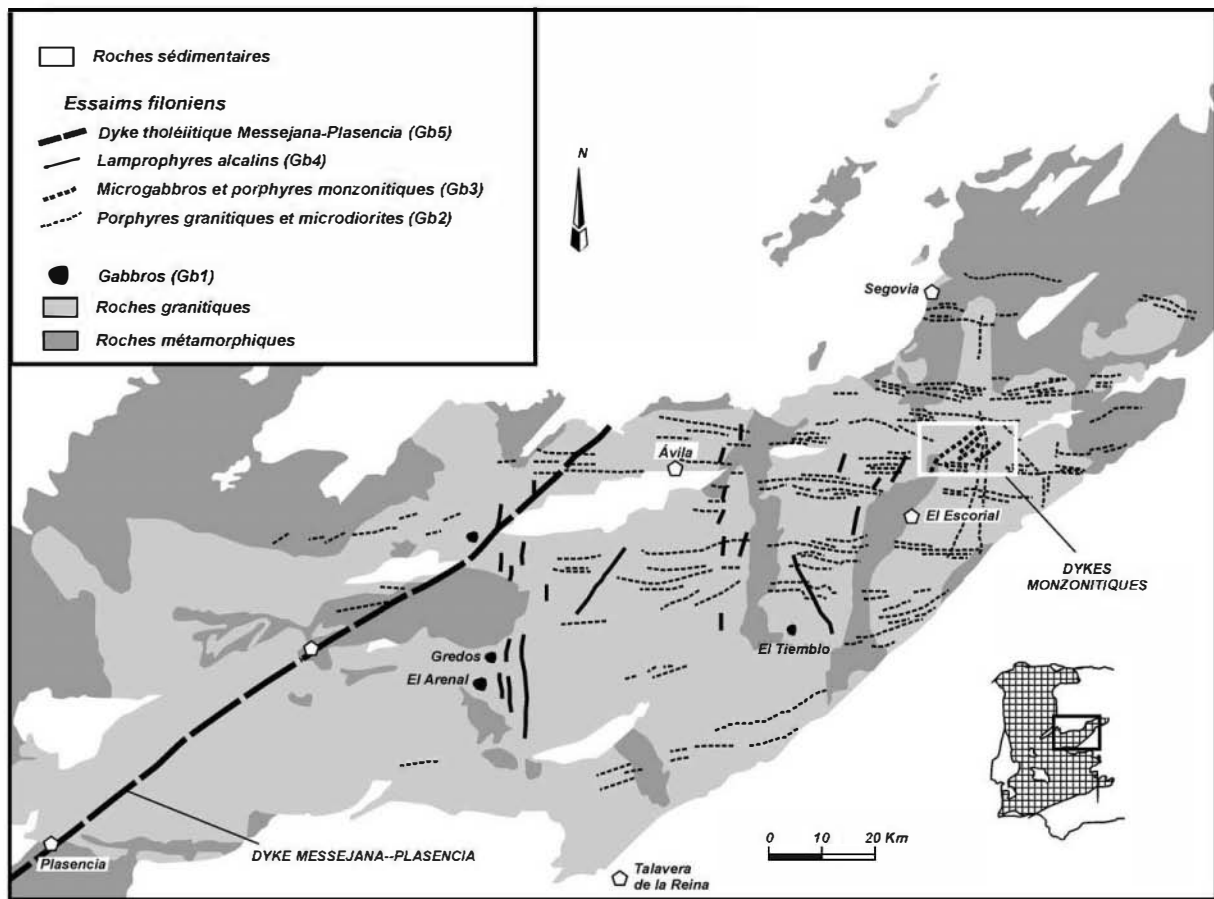 Roches sédimentaires
Essaims filoniens
Dyke tholéiitique Messejana-Plasencia (Gb5)
Lamprophyres alcalins (Gb4)
Microgabbros et porphyres monzonitiques (Gb3)
Porphyres granitiques et microdiorites (Gb2)
Gabbros (Gb1)
Roches granitiques
Roches métamorphiques
N
Segovia
Ávila
El Escorial
DYKES
MONZONITIQUES
El Tiemblo
Gredos
El Arenal
DYKE MESSEJANA--PLASENCIA
Plasencia
0 10 20 Km
Talavera
de la Reina